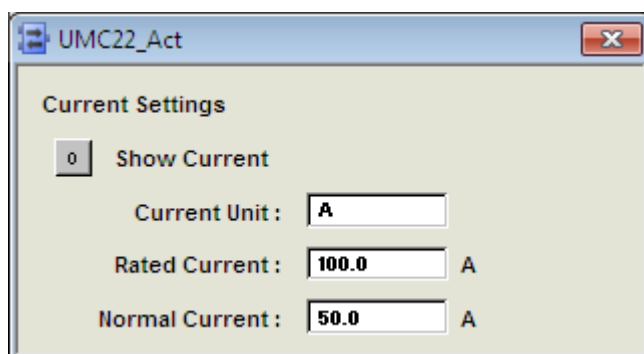 UMC22_Act
Current Settings
0 Show Current
Current Unit : A
Rated Current : 100.0 A
Normal Current : 50.0 A